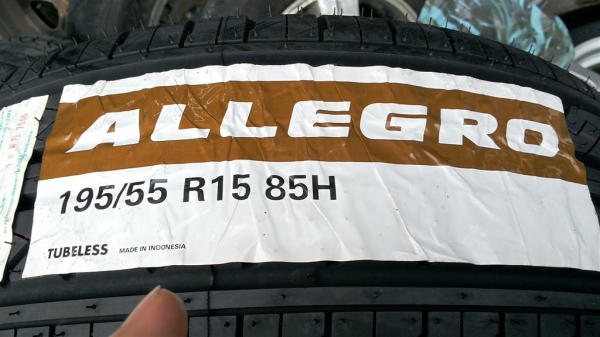 ALLEGRO
195/55 R15 85H
TUBELESS MADE IN INDONESIA